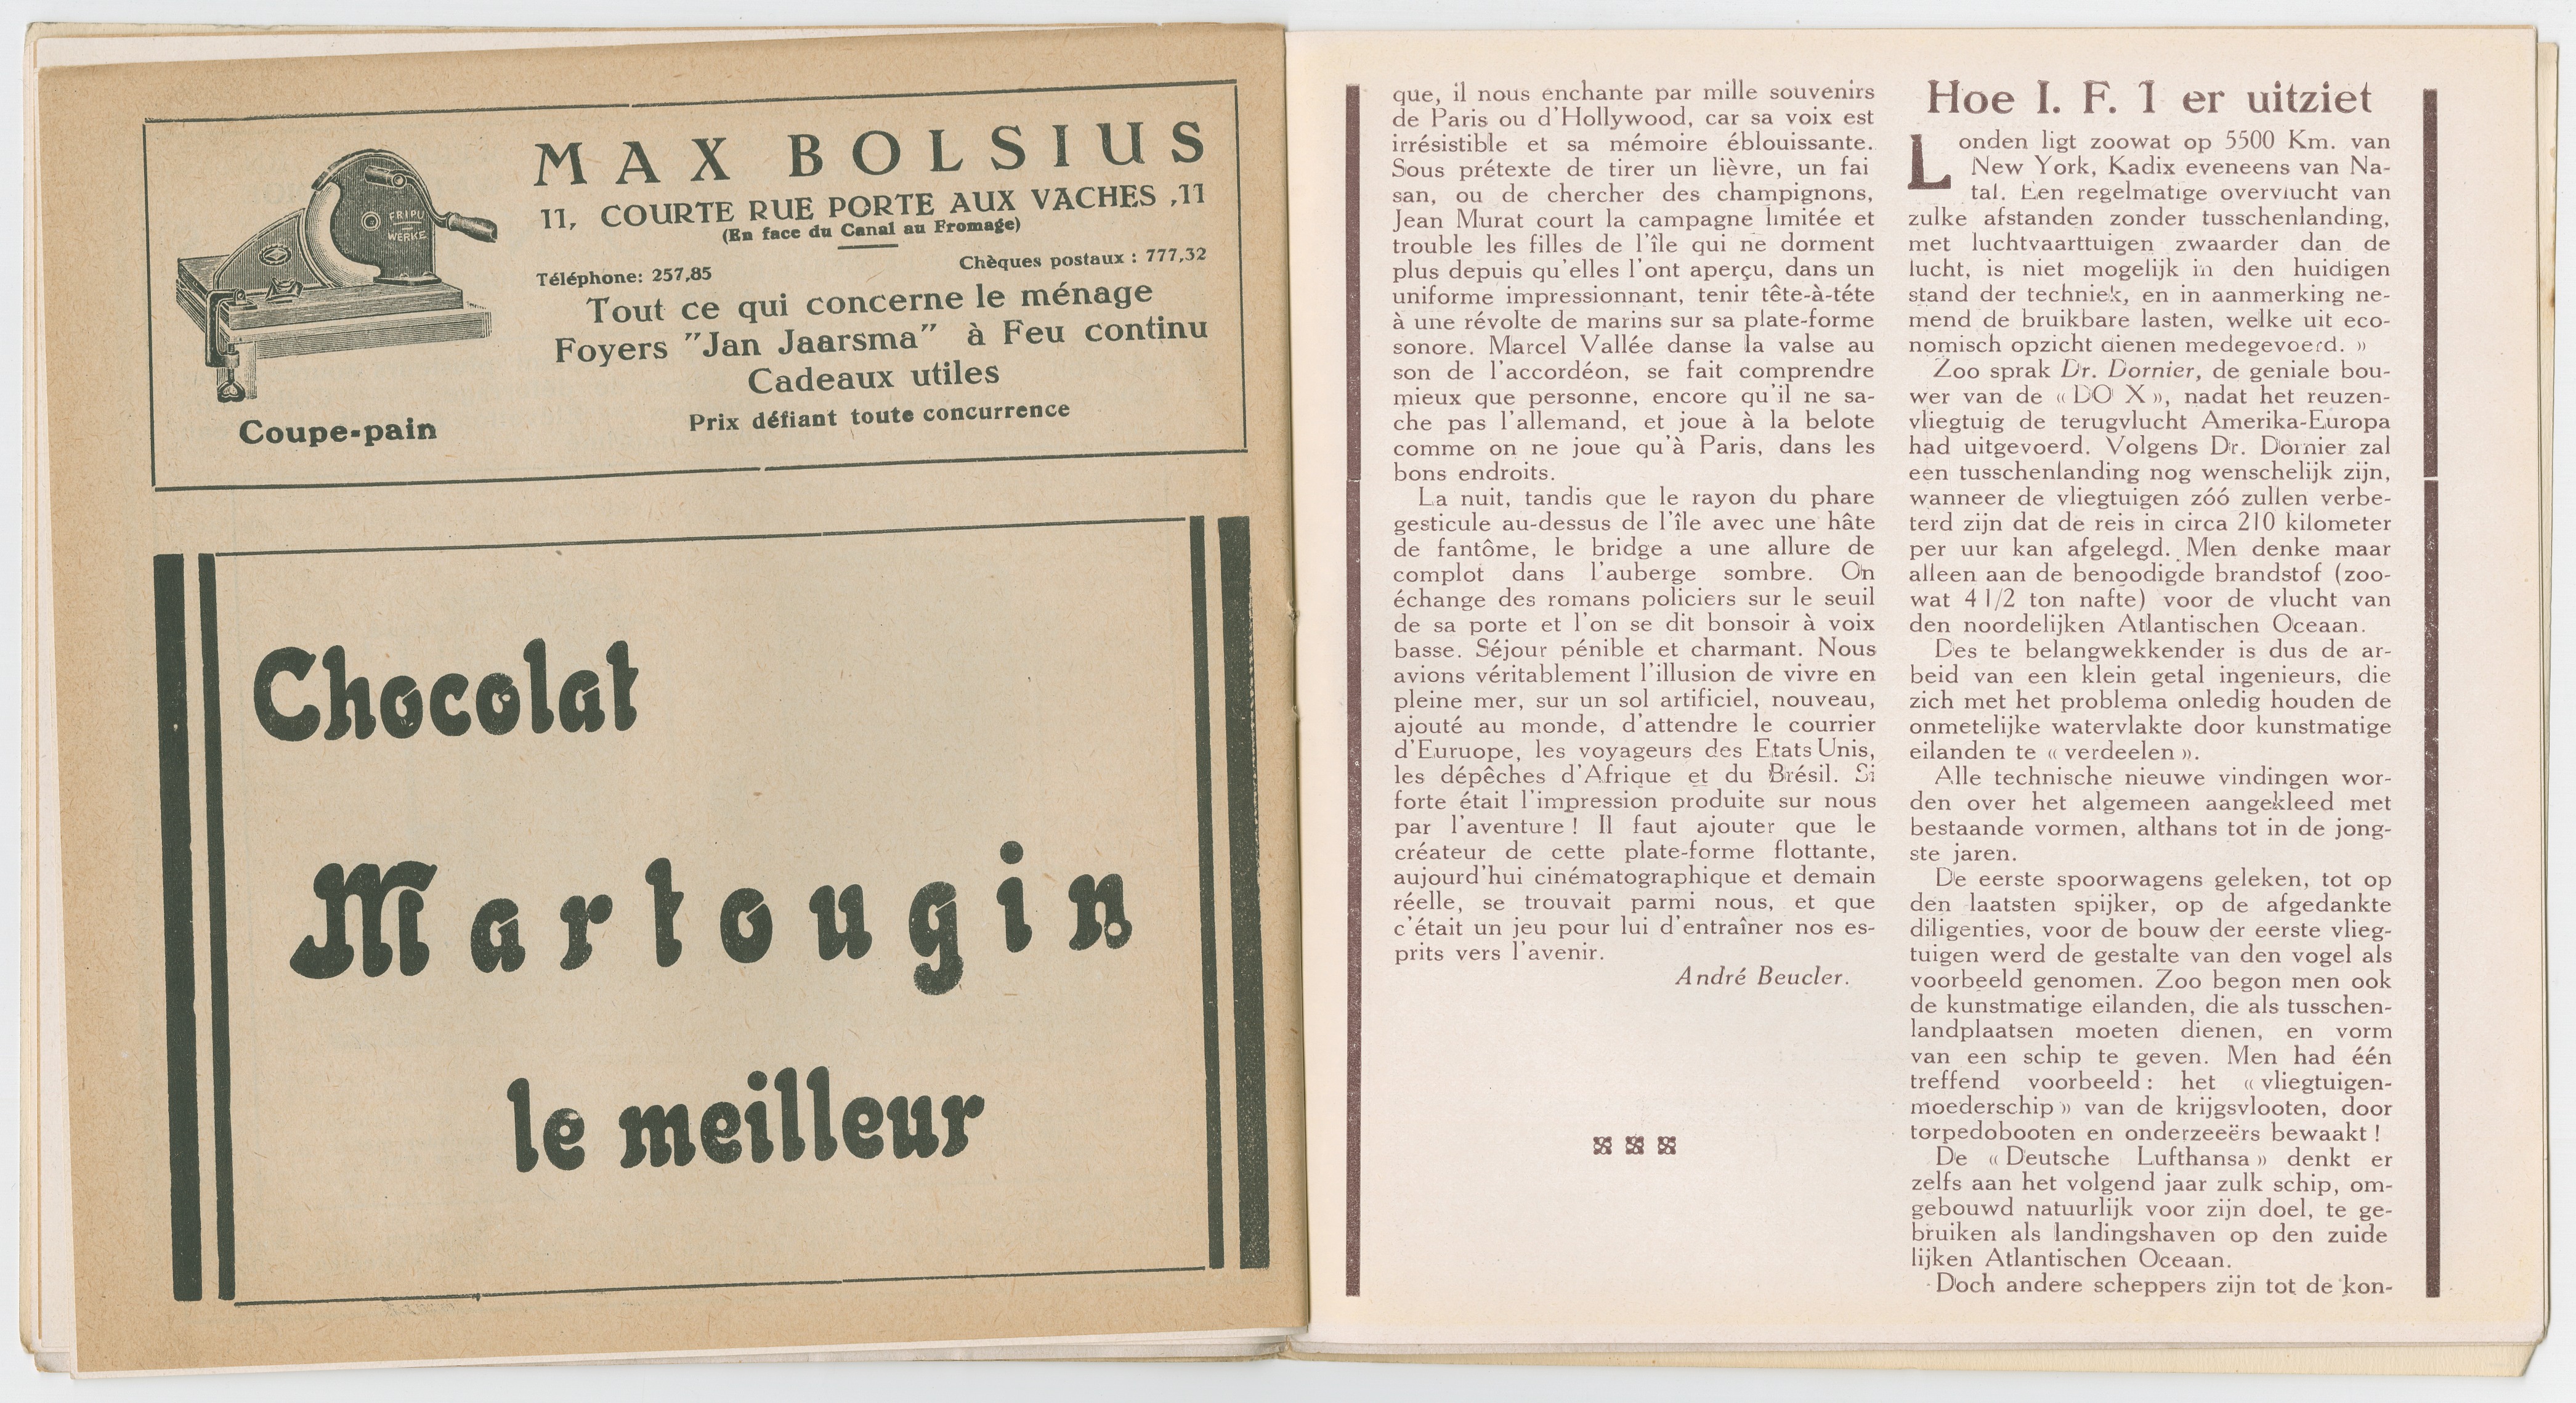 FRIPU
WERKE
Coupe-pain
MAX BOLSIUS
11, COURTE RUE PORTE AUX VACHES ,11
(En face du Canal au Fromage)
Téléphone: 257,85
Chèques postaux : 777,32
Tout ce qui concerne le ménage
Foyers "Jan Jaarsma" à Feu continu
Cadeaux utiles
Prix défiant toute concurrence
Chocolat
Martougin
le meilleur
que, il nous enchante par mille souvenirs
de Paris ou d'Hollywood, car sa voix est
irrésistible et sa mémoire éblouissante.
Sous prétexte de tirer un lièvre, un fai
san, ou de chercher des champignons,
Jean Murat court la campagne limitée et
trouble les filles de l'île qui ne dorment
plus depuis qu'elles l'ont aperçu, dans un
uniforme impressionnant, tenir tête-à-téte
à une révolte de marins sur sa plate-forme
sonore. Marcel Vallée danse la valse au
son de l'accordéon, se fait comprendre
mieux que personne, encore qu'il ne sa-
che pas l'allemand, et joue à la belote
comme on ne joue qu'à Paris, dans les
bons endroits.
La nuit, tandis que le rayon du phare
gesticule au-dessus de l'île avec une hâte
de fantôme, le bridge a une allure de
complot dans l'auberge sombre. On
échange des romans policiers sur le seuil
de sa porte et l'on se dit bonsoir à voix
basse. Séjour pénible et charmant. Nous
avions véritablement l'illusion de vivre en
pleine mer, sur un sol artificiel, nouveau,
ajouté au monde, d'attendre le courrier
d'Euruope, les voyageurs des Etats Unis,
les dépêches d'Afrique et du Brésil. Si
forte était l'impression produite sur nous
par l'aventure ! Il faut ajouter que le
créateur de cette plate-forme flottante,
aujourd'hui cinématographique et demain
réelle, se trouvait parmi nous, et que
c'était un jeu pour lui d'entraîner nos es-
prits vers l'avenir.
André Beucler.
Hoe I. F. 1 er uitziet
Londen ligt zoowat op 5500 Km. van
New York, Kadix eveneens van Na-
tal. Een regelmatige overvlucht van
zulke afstanden zonder tusschenlanding,
met luchtvaarttuigen zwaarder dan de
lucht, is niet mogelijk in den huidigen
stand der techniek, en in aanmerking ne-
mend de bruikbare lasten, welke uit eco-
nomisch opzicht dienen medegevoerd. »
Zoo sprak Dr. Dornier, de geniale bou-
wer van de « DO X », nadat het reuzen-
vliegtuig de terugvlucht Amerika-Europa
had uitgevoerd. Volgens Dr. Dornier zal
een tusschenlanding nog wenschelijk zijn,
wanneer de vliegtuigen zóó zullen verbe-
terd zijn dat de reis in circa 210 kilometer
per uur kan afgelegd. Men denke maar
alleen aan de benoodigde brandstof (zoo-
wat 4 1/2 ton nafte) voor de vlucht van
den noordelijken Atlantischen Oceaan.
Des te belangwekkender is dus de ar-
beid van een klein getal ingenieurs, die
zich met het problema onledig houden de
onmetelijke watervlakte door kunstmatige
eilanden te « verdeelen ».
Alle technische nieuwe vindingen wor-
den over het algemeen aangekleed met
bestaande vormen, althans tot in de jong-
ste jaren.
De eerste spoorwagens geleken, tot op
den laatsten spijker, op de afgedankte
diligenties, voor de bouw der eerste vlieg-
tuigen werd de gestalte van den vogel als
voorbeeld genomen. Zoo begon men ook
de kunstmatige eilanden, die als tusschen-
landplaatsen moeten dienen, en vorm
van een schip te geven. Men had één
treffend voorbeeld : het « vliegtuigen-
moederschip » van de krijgsvlooten, door
torpedobooten en onderzeeërs bewaakt !
De « Deutsche Lufthansa » denkt er
zelfs aan het volgend jaar zulk schip, om-
gebouwd natuurlijk voor zijn doel, te ge-
bruiken als landingshaven op den zuide
lijken Atlantischen Oceaan.
Doch andere scheppers zijn tot de kon-